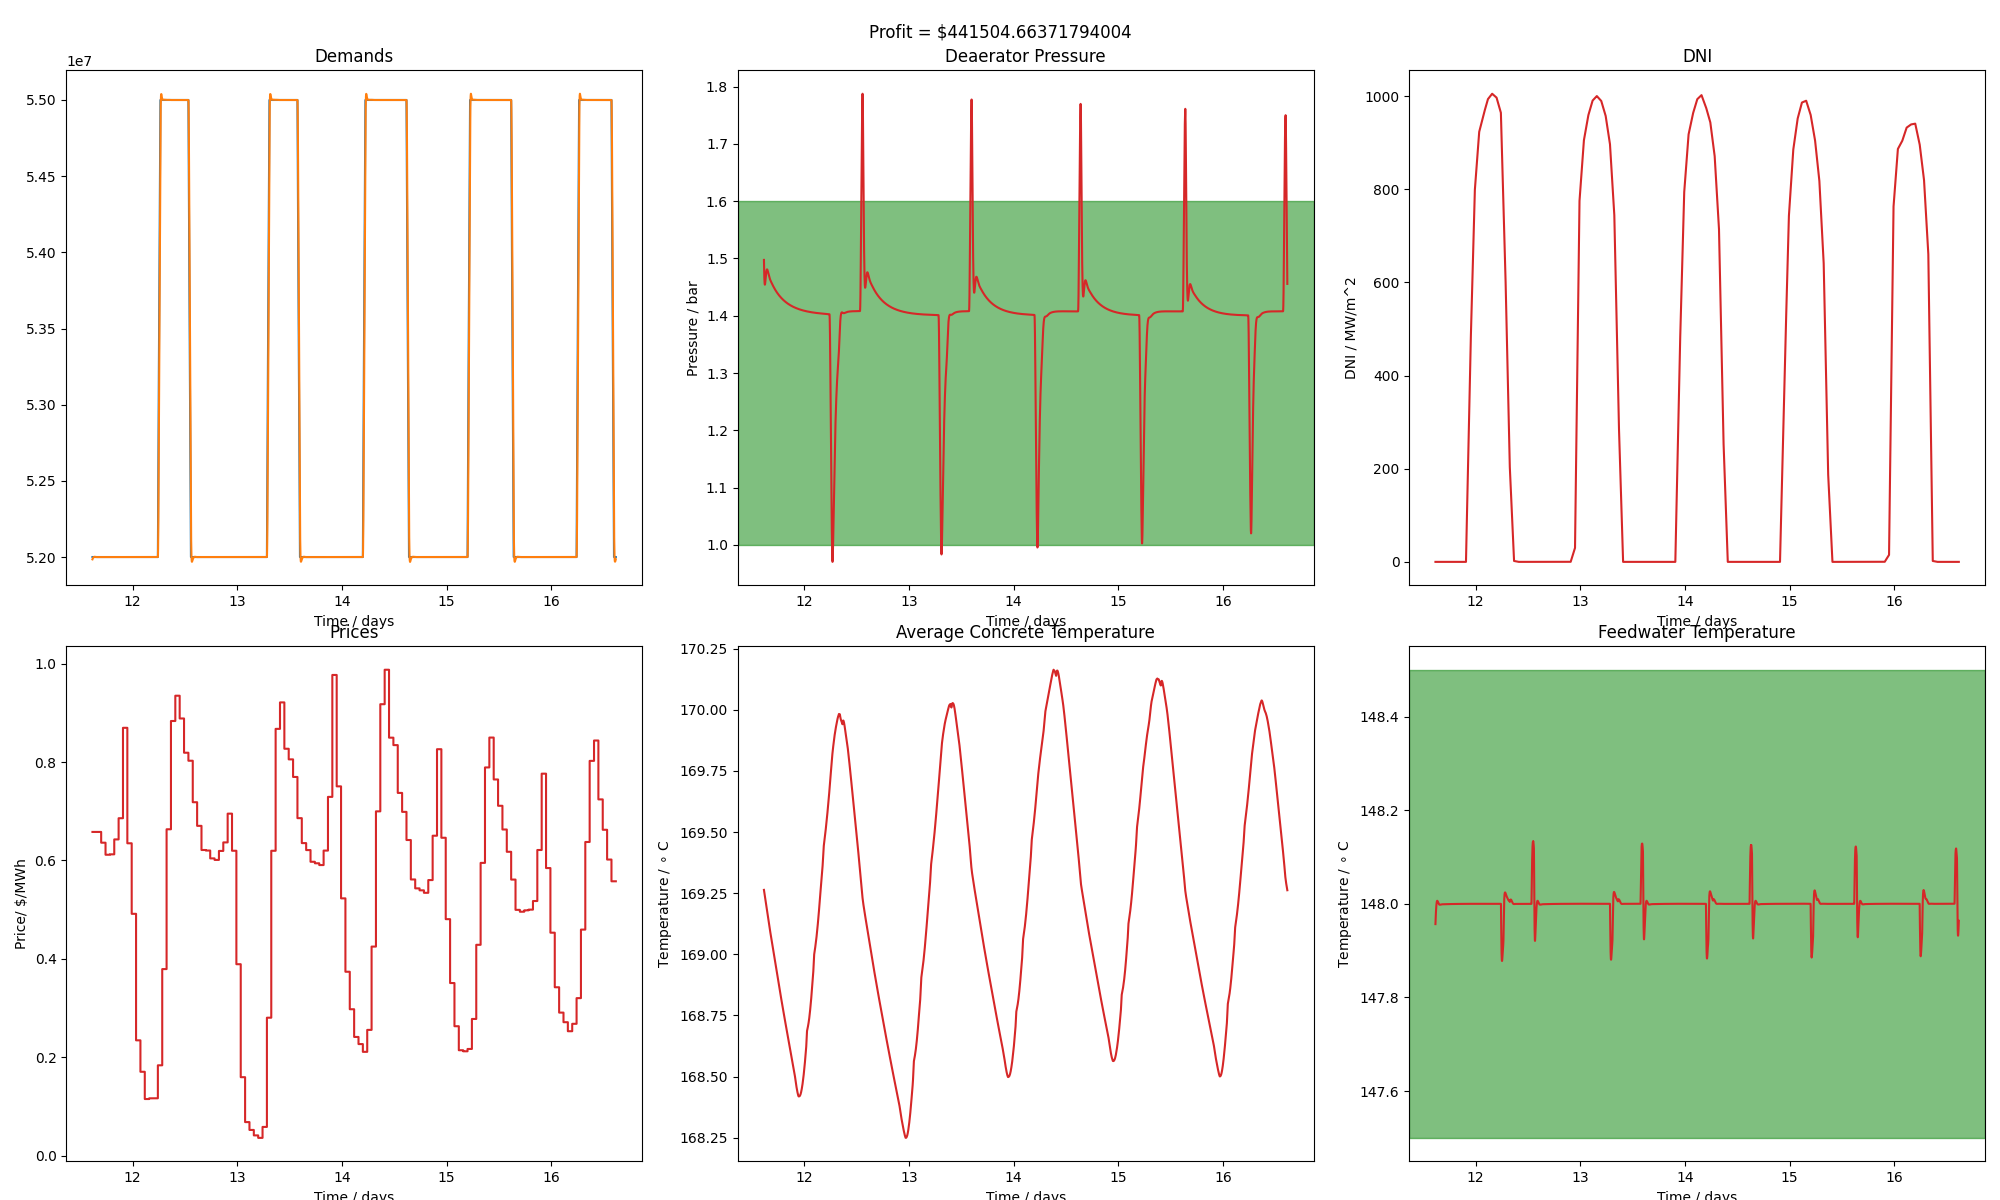 Profit = $441504.66371794004
Demands
1e7
5.50
5.45
5.40
5.35
5.30
5.25
5.20
12 13 14 15 16
Time / days
Deaerator Pressure
Pressure / bar
1.8
1.7
1.6
1.5
1.4
1.3
1.2
1.1
1.0
12 13 14 15 16
Time / days
DNI
DNI / MW/m^2
1000
800
600
400
200
0
12 13 14 15 16
Time / days
Prices
Price/ $/MWh
1.0
0.8
0.6
0.4
0.2
0.0
12 13 14 15 16
Time / days
Average Concrete Temperature
Temperature / ∘ C
170.25
170.00
169.75
169.50
169.25
169.00
168.75
168.50
168.25
12 13 14 15 16
Time / days
Feedwater Temperature
Temperature / ∘ C
148.4
148.2
148.0
147.8
147.6
12 13 14 15 16
Time / days